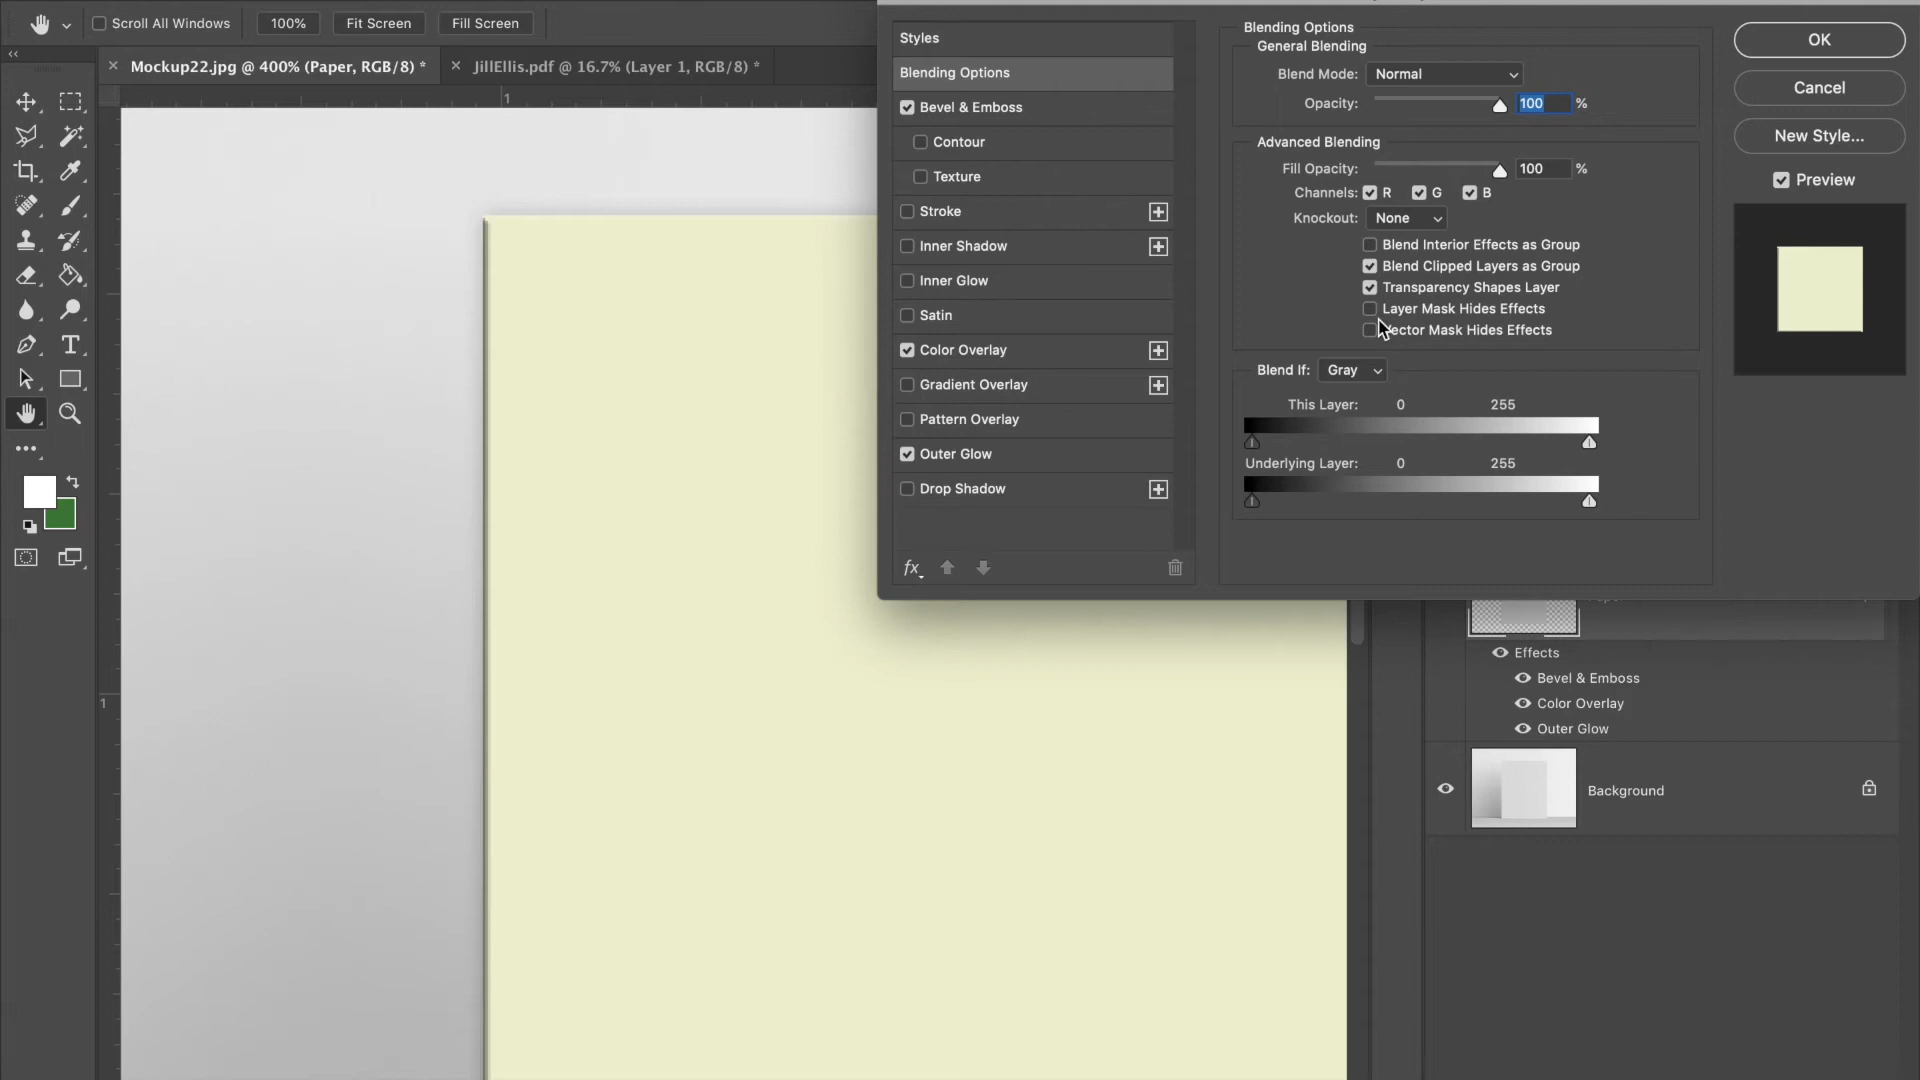 Scroll All Windows 100% Fit Screen Fill Screen
Mockup22.jpg @ 400% (Paper, RGB/8) * JillEllis.pdf @ 16.7% (Layer 1, RGB/8) *
1
1
Styles
Blending Options
Bevel & Emboss
Contour
Texture
Stroke
Inner Shadow
Inner Glow
Satin
Color Overlay
Gradient Overlay
Pattern Overlay
Outer Glow
Drop Shadow
fx
Blending Options
General Blending
Blend Mode: Normal
Opacity: 100 %
Advanced Blending
Fill Opacity: 100 %
Channels: R G B
Knockout: None
Blend Interior Effects as Group
Blend Clipped Layers as Group
Transparency Shapes Layer
Layer Mask Hides Effects
Vector Mask Hides Effects
Blend If: Gray
This Layer: 0 255
Underlying Layer: 0 255
OK
Cancel
New Style...
Preview
Effects
Bevel & Emboss
Color Overlay
Outer Glow
Background